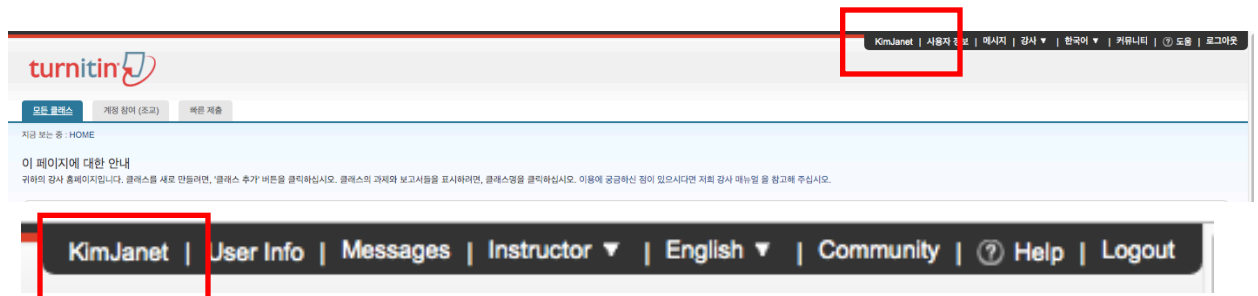 KimJanet | 사용자 정보 | 메시지 | 강사 ▼ | 한국어 ▼ | 커뮤니티 | ? 도움 | 로그아웃
turnitin
모든 클래스 계정 참여 (조교) 빠른 제출
지금 보는 중 : HOME
이 페이지에 대한 안내
귀하의 강사 홈페이지입니다. 클래스를 새로 만들려면, '클래스 추가' 버튼을 클릭하십시오. 클래스의 과제와 보고서들을 표시하려면, 클래스명을 클릭하십시오. 이용에 궁금하신 점이 있으시다면 저희 강사 매뉴얼 을 참고해 주십시오.
KimJanet | User Info | Messages | Instructor ▼ | English ▼ | Community | ? Help | Logout